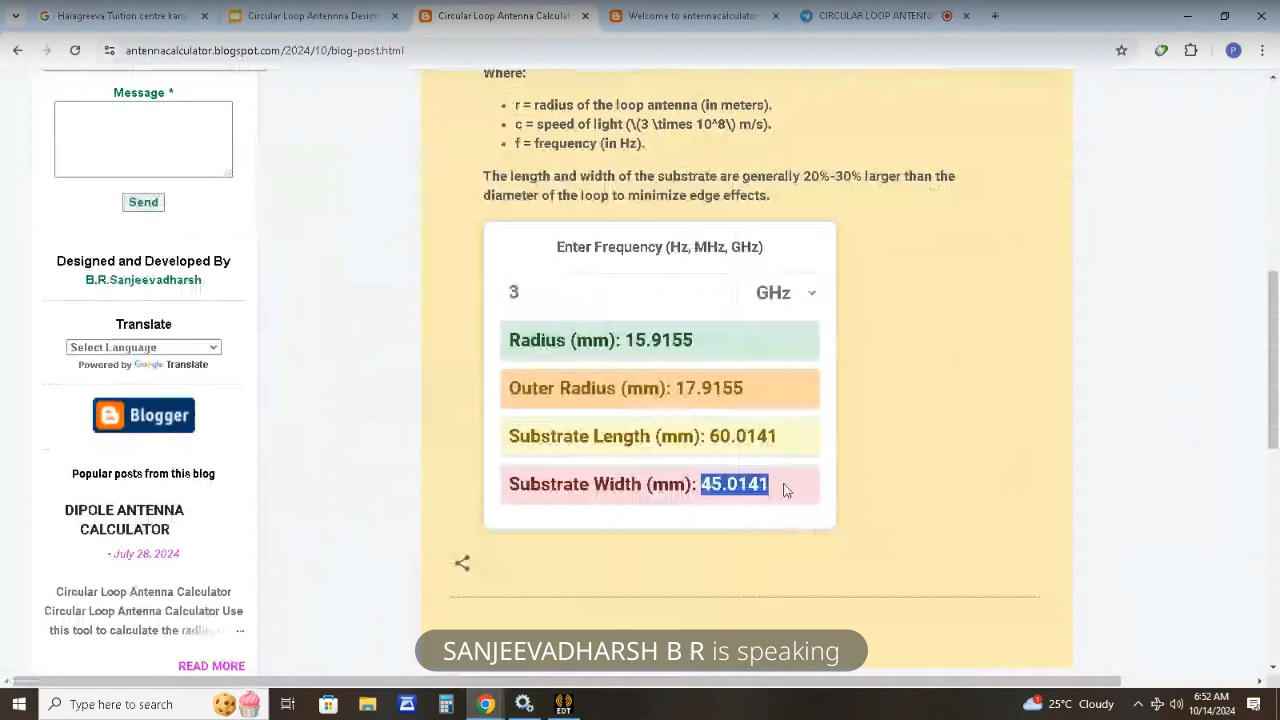 Hiiagreen Template kan
Circular Loop Antenna Design
Circular Loop Antenna Calculat
Welcome to antennacalculator
CIRCULAR LOOP ANTENN
antennacalculator.blogspot.com/2024/10/blog-post.html
P
Message *
Send
Designed and Developed By
B.R.Sanjeevadharsh
Translate
Select Language
Powered by Google Translate
Blogger
Popular posts from this blog
DIPOLE ANTENNA
CALCULATOR
- July 28, 2024
Circular Loop Antenna Calculator
Circular Loop Antenna Calculator Use
this tool to calculate the radius
...
READ MORE
Where:
• r = radius of the loop antenna (in meters).
• c = speed of light (\(3 \times 10^8\) m/s).
• f = frequency (in Hz).
The length and width of the substrate are generally 20%-30% larger than the
diameter of the loop to minimize edge effects.
Enter Frequency (Hz, MHz, GHz)
3
GHz
Radius (mm): 15.9155
Outer Radius (mm): 17.9155
Substrate Length (mm): 60.0141
Substrate Width (mm): 45.0141
SANJEEVADHARSH B R is speaking
Type here to search
EDT
1
25°C Cloudy
6:52 AM
10/14/2024